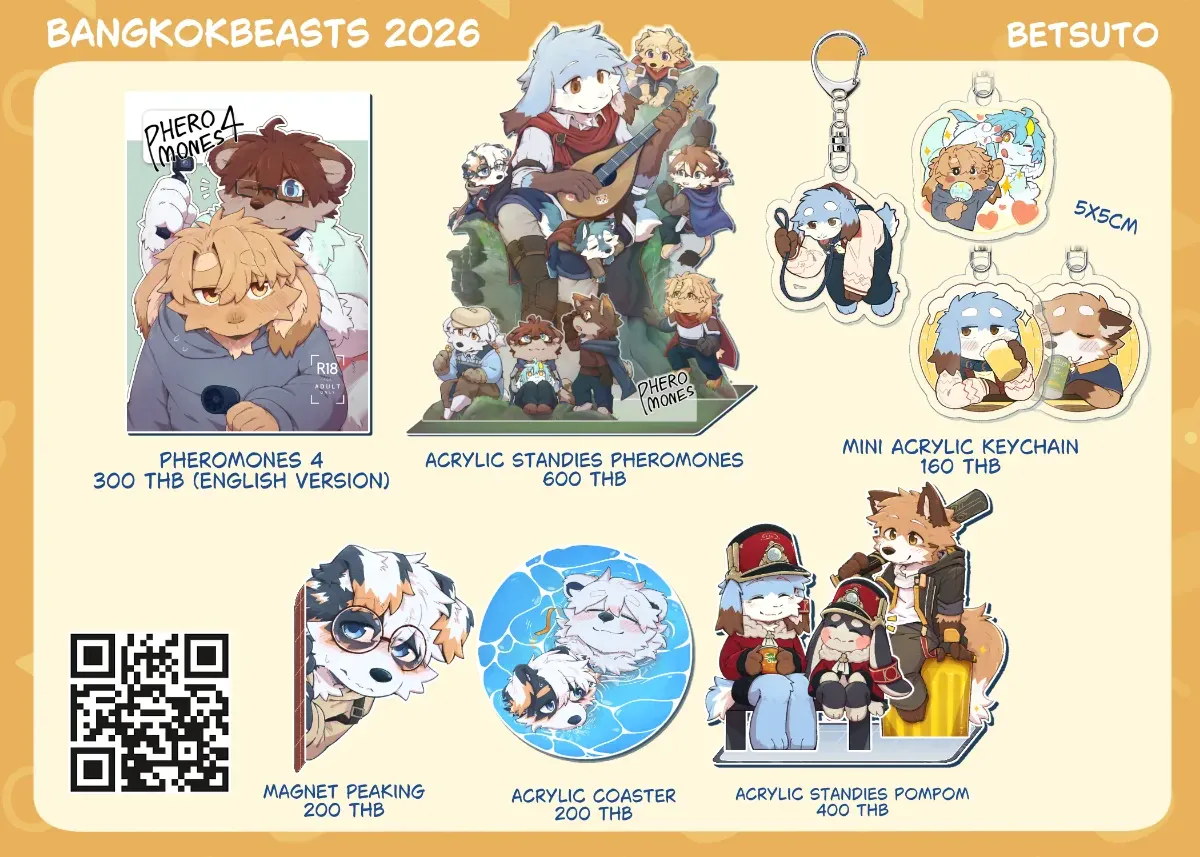 BANGKOKBEASTS 2026
BETSUTO
PHERO
MONES 4
R18
ADULT
ONLY
PHEROMONES 4
300 THB (ENGLISH VERSION)
PHERO
MONES
ACRYLIC STANDIES PHEROMONES
600 THB
5X5CM
MINI ACRYLIC KEYCHAIN
160 THB
MAGNET PEAKING
200 THB
ACRYLIC COASTER
200 THB
ACRYLIC STANDIES POMPOM
400 THB